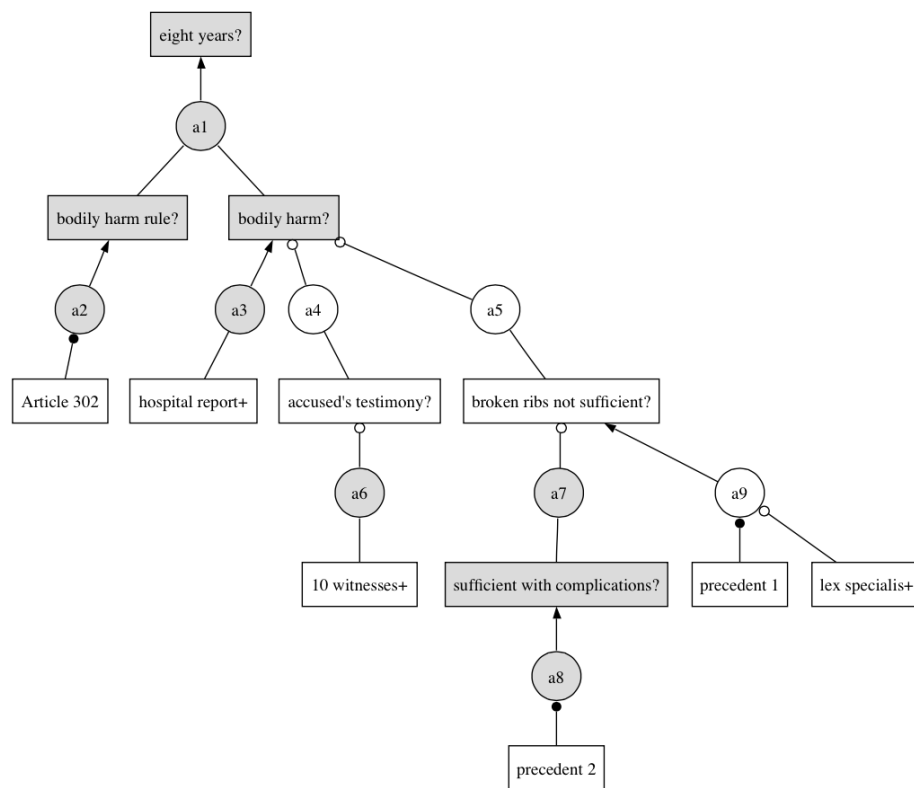 eight years?
a1
bodily harm rule?
bodily harm?
a2
a3
a4
a5
Article 302
hospital report+
accused's testimony?
broken ribs not sufficient?
a6
a7
a9
10 witnesses+
sufficient with complications?
precedent 1
lex specialis+
a8
precedent 2